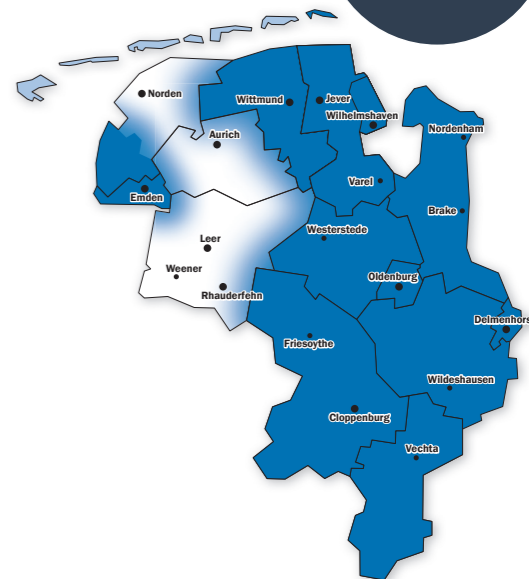 Norden
Wittmund
Jever
Wilhelmshaven
Nordenham
Aurich
Varel
Emden
Brake
Westerstede
Leer
Weener
Oldenburg
Rhauderfehn
Delmenhors
Friesoythe
Wildeshausen
Cloppenburg
Vechta